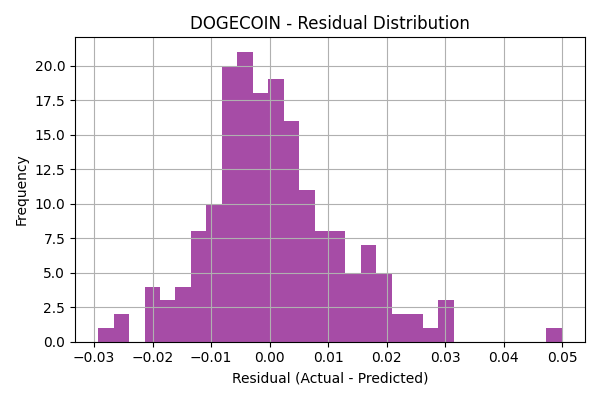 DOGECOIN - Residual Distribution
Frequency
20.0
17.5
15.0
12.5
10.0
7.5
5.0
2.5
0.0
−0.03 −0.02 −0.01 0.00 0.01 0.02 0.03 0.04 0.05
Residual (Actual - Predicted)